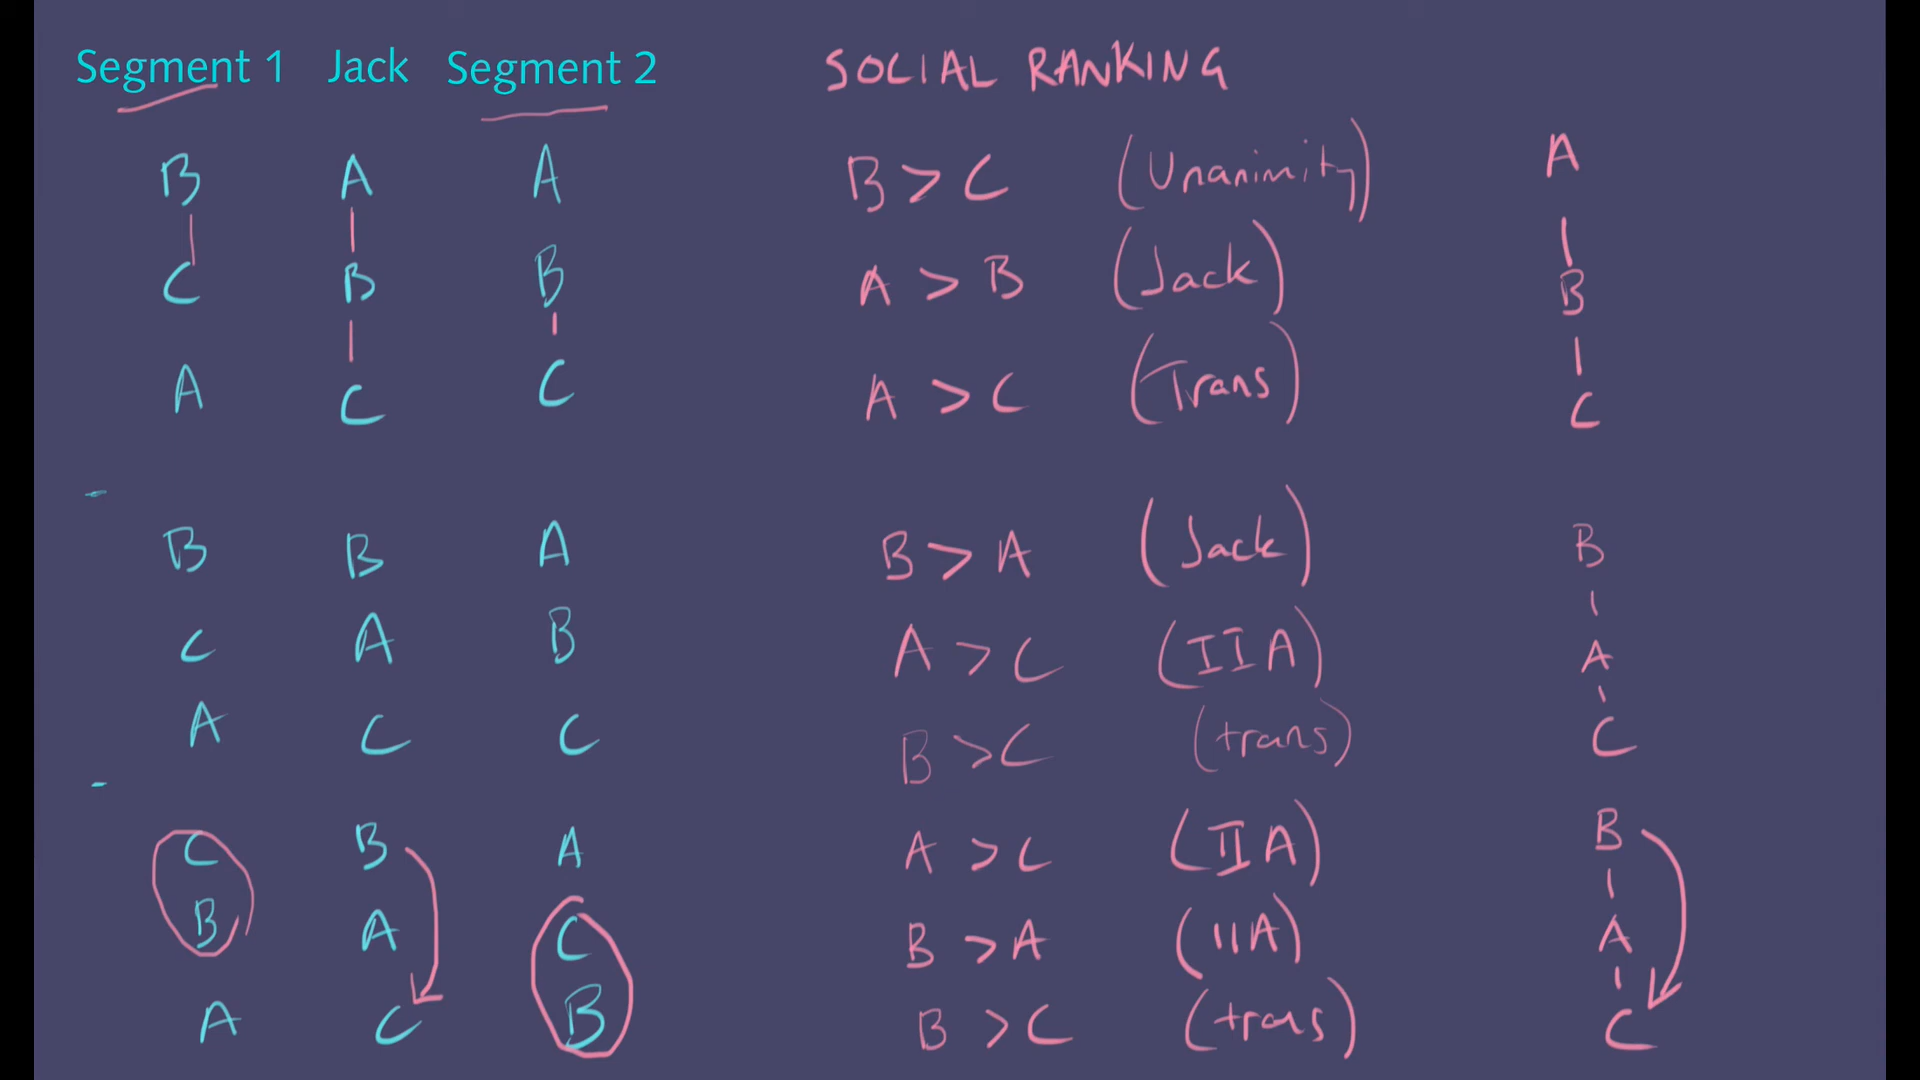 Segment 1 Jack Segment 2 SOCIAL RANKING
B A A B > C (Unanimity) A
C B B A > B (Jack) B
A C C A > C (Trans) C
B B A B > A (Jack) B
C A B A > C (IIA) A
A C C B > C (trans) C
C B A A > C (IIA) B
B A C B > A (IIA) A
A C B B > C (trans) C